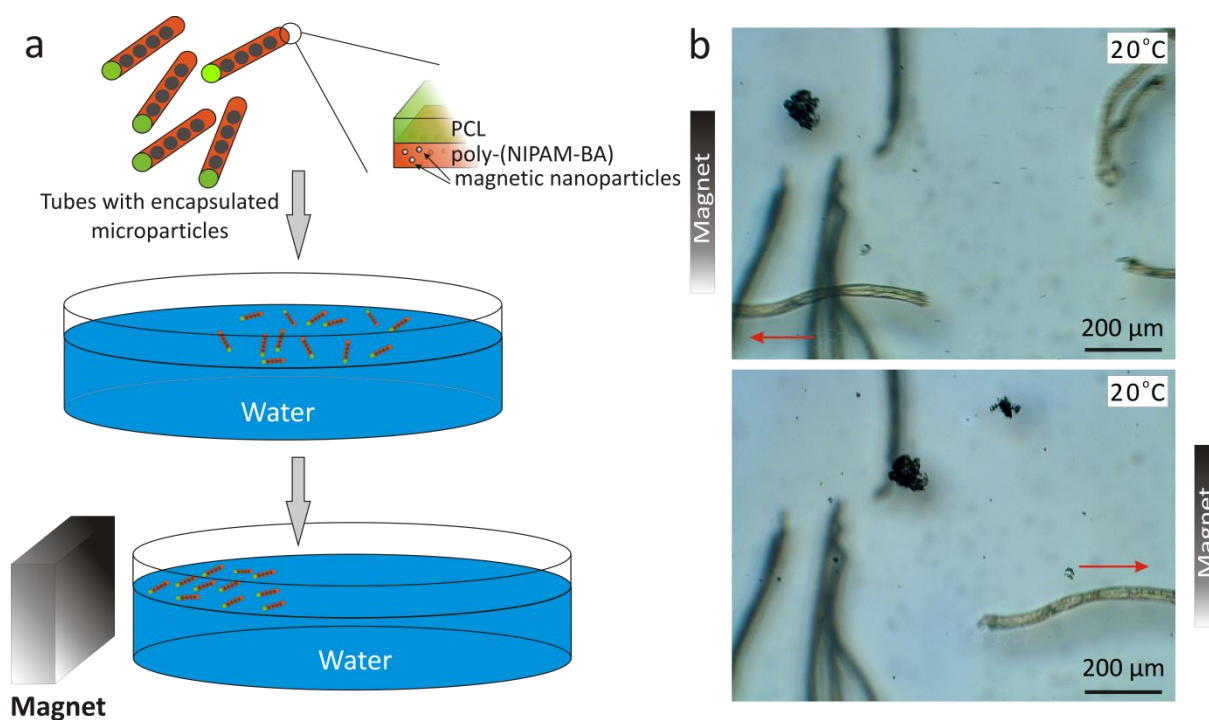 a
PCL
poly-(NIPAM-BA)
magnetic nanoparticles
Tubes with encapsulated
microparticles
Water
Water
Magnet
b
20°C
Magnet
200 µm
20°C
Magnet
200 µm